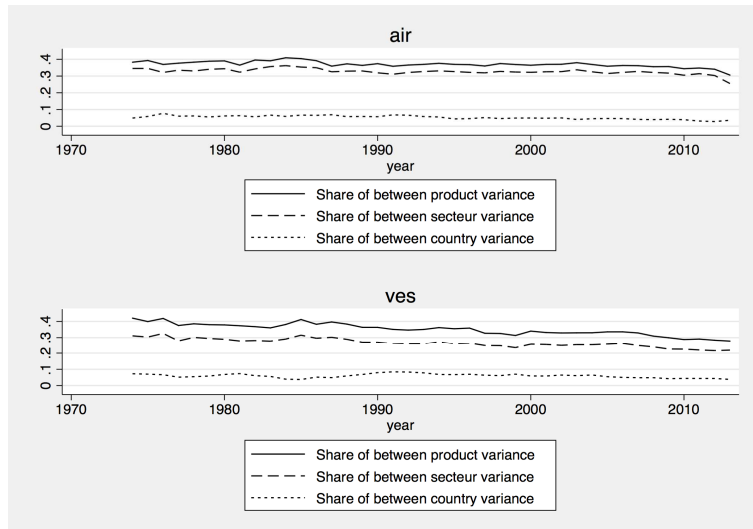 air
.4
.3
.2
.1
0
1970 1980 1990 2000 2010
year
Share of between product variance
Share of between secteur variance
Share of between country variance
ves
.4
.3
.2
.1
0
1970 1980 1990 2000 2010
year
Share of between product variance
Share of between secteur variance
Share of between country variance